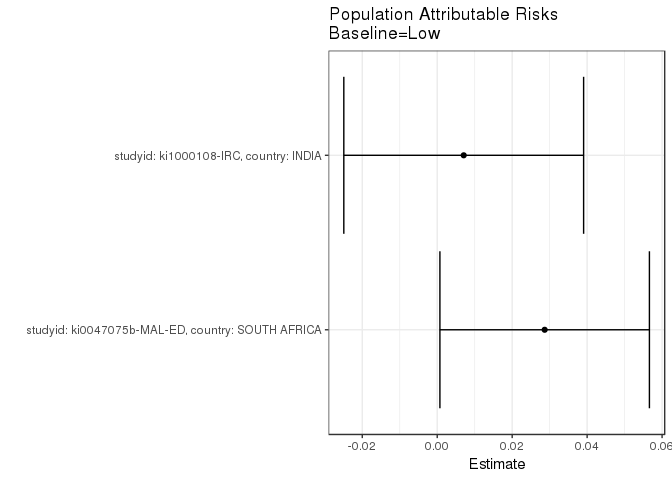 Population Attributable Risks
Baseline=Low
studyid: ki1000108-IRC, country: INDIA
studyid: ki0047075b-MAL-ED, country: SOUTH AFRICA
-0.02 0.00 0.02 0.04 0.06
Estimate